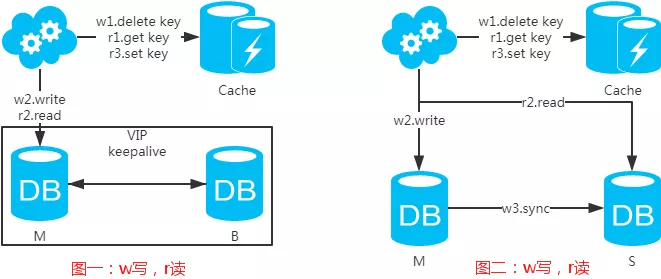 w1.delete key
r1.get key
r3.set key
Cache
w2.write
r2.read
VIP
keepalive
DB
DB
M
B
图一：w写，r读
w1.delete key
r1.get key
r3.set key
Cache
r2.read
w2.write
DB
w3.sync
DB
M
S
图二：w写，r读